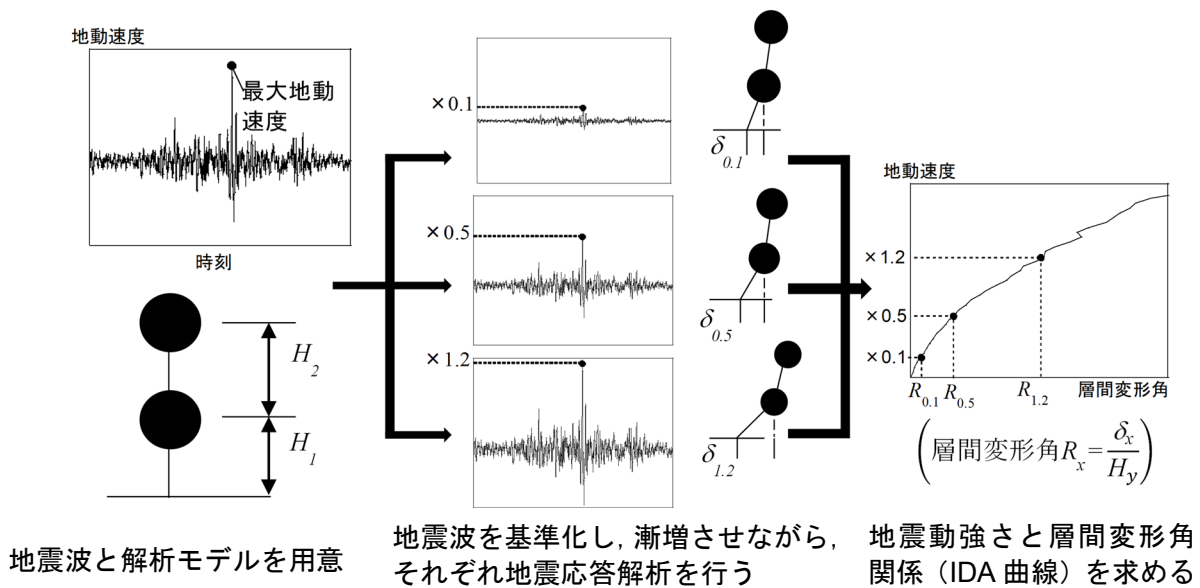 地動速度
最大地動
速度
時刻
H2
H1
地震波と解析モデルを用意
×0.1
×0.5
×1.2
δ0.1
δ0.5
δ1.2
地震波を基準化し, 漸増させながら,
それぞれ地震応答解析を行う
地動速度
×1.2
×0.5
×0.1
R0.1 R0.5 R1.2 層間変形角
(層間変形角Rx=δx/Hy)
地震動強さと層間変形角
関係（IDA 曲線）を求める